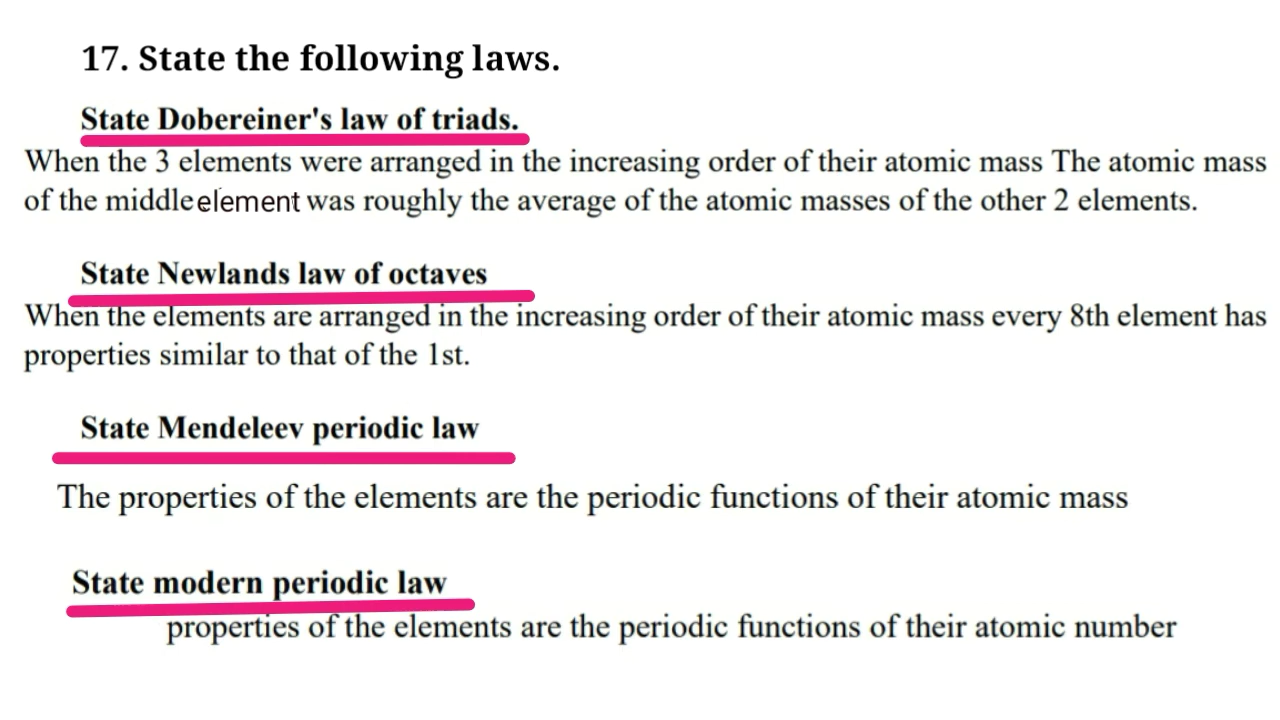 17. State the following laws.
State Dobereiner's law of triads.
When the 3 elements were arranged in the increasing order of their atomic mass The atomic mass
of the middle element was roughly the average of the atomic masses of the other 2 elements.
State Newlands law of octaves
When the elements are arranged in the increasing order of their atomic mass every 8th element has
properties similar to that of the 1st.
State Mendeleev periodic law
The properties of the elements are the periodic functions of their atomic mass
State modern periodic law
properties of the elements are the periodic functions of their atomic number